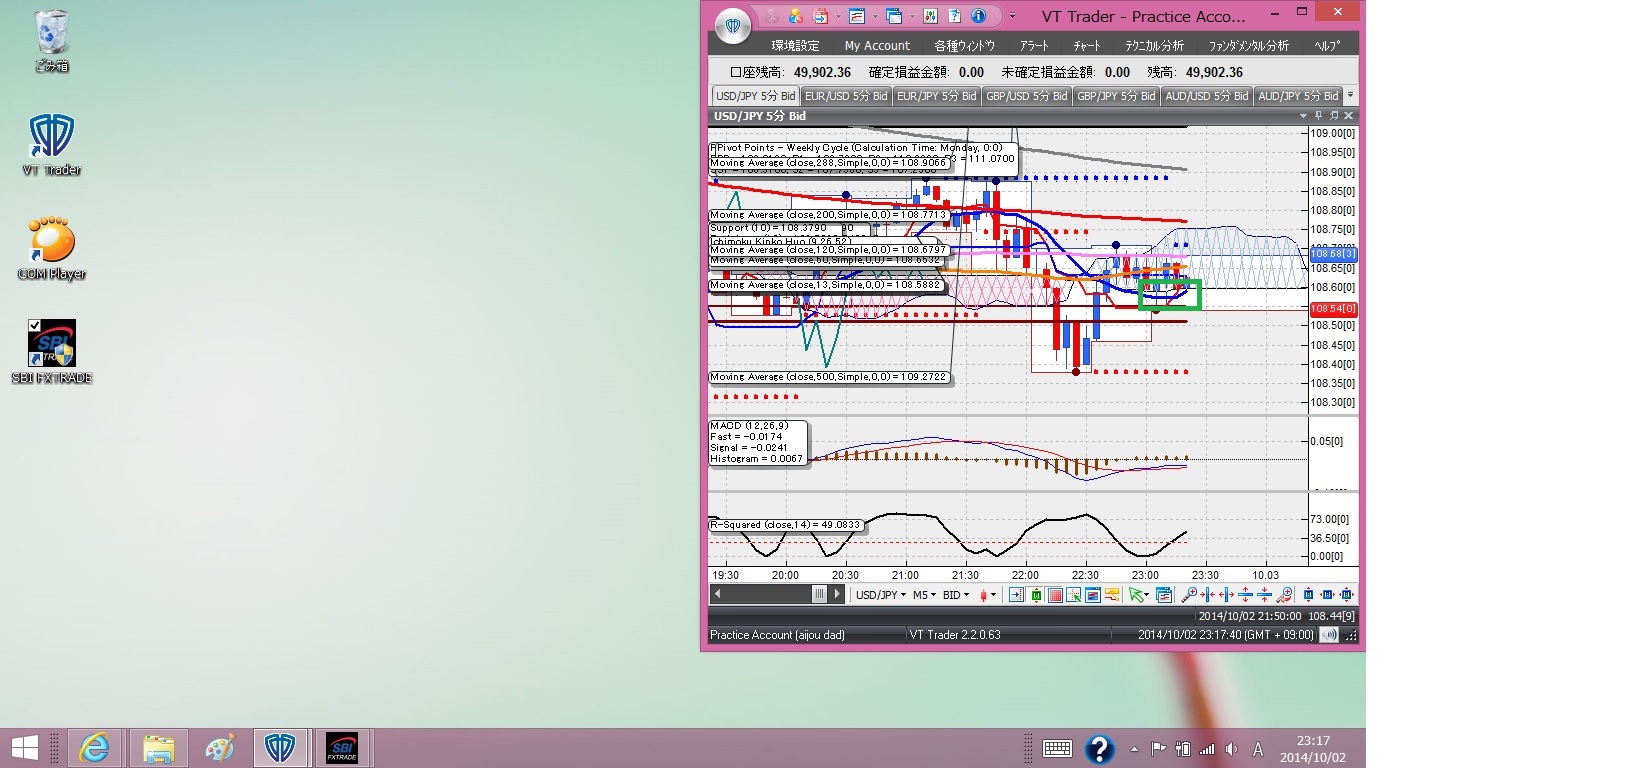 ごみ箱
VT Trader
GOM Player
SBI FXTRADE
VT Trader - Practice Acco...
環境設定 My Account 各種ウィンドウ アラート チャート テクニカル分析 ファンダメンタル分析 ヘルプ
口座残高: 49,902.36 確定損益金額: 0.00 未確定損益金額: 0.00 残高: 49,902.36
USD/JPY 5分 Bid EUR/USD 5分 Bid EUR/JPY 5分 Bid GBP/USD 5分 Bid GBP/JPY 5分 Bid AUD/USD 5分 Bid AUD/JPY 5分 Bid
USD/JPY 5分 Bid
Pivot Points - Weekly Cycle (Calculation Time: Monday, 0:0)
= 111.0700
Moving Average (close,288,Simple,0,0) = 108.9066
Moving Average (close,200,Simple,0,0) = 108.7713
Support (10) = 108.3790
Ichimoku Kinko Hyo (9,26,52)
Moving Average (close,120,Simple,0,0) = 108.6797
Moving Average (close,60,Simple,0,0) = 108.6532
Moving Average (close,13,Simple,0,0) = 108.5882
Moving Average (close,500,Simple,0,0) = 109.2722
109.00[0]
108.95[0]
108.90[0]
108.85[0]
108.80[0]
108.75[0]
108.68[3]
108.65[0]
108.60[0]
108.54[0]
108.50[0]
108.45[0]
108.40[0]
108.35[0]
108.30[0]
MACD (12,26,9)
Fast = -0.0174
Signal = -0.0241
Histogram = 0.0067
0.05[0]
R-Squared (close,14) = 49.0833
73.00[0]
36.50[0]
0.00[0]
19:30 20:00 20:30 21:00 21:30 22:00 22:30 23:00 23:30 10.03
USD/JPY M5 BID
2014/10/02 21:50:00 108.44[9]
Practice Account (aijou dad) VT Trader 2.2.0.63 2014/10/02 23:17:40 (GMT + 09:00)
SBI
FXTRADE
A
23:17
2014/10/02